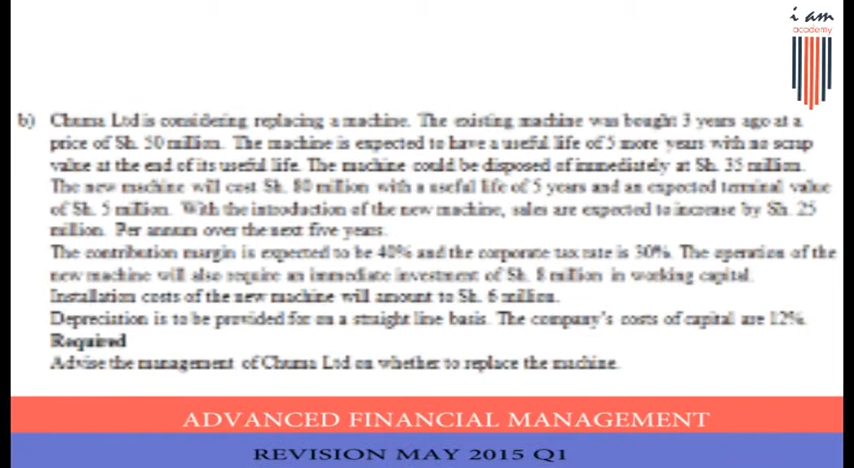 i am
academy
b) Chuma Ltd is considering replacing a machine. The existing machine was bought 3 years ago at a
price of Sh. 50 million. The machine is expected to have a useful life of 5 more years with no scrap
value at the end of its useful life. The machine could be disposed of immediately at Sh. 35 million.
The new machine will cost Sh. 80 million with a useful life of 5 years and an expected terminal value
of Sh. 5 million. With the introduction of the new machine, sales are expected to increase by Sh. 25
million. Per annum over the next five years.
The contribution margin is expected to be 40% and the corporate tax rate is 30%. The operation of the
new machine will also require an immediate investment of Sh. 8 million in working capital.
Installation costs of the new machine will amount to Sh. 6 million.
Depreciation is to be provided for on a straight line basis. The company's costs of capital are 12%.
Required
Advise the management of Chuma Ltd on whether to replace the machine.
ADVANCED FINANCIAL MANAGEMENT
REVISION MAY 2015 Q1